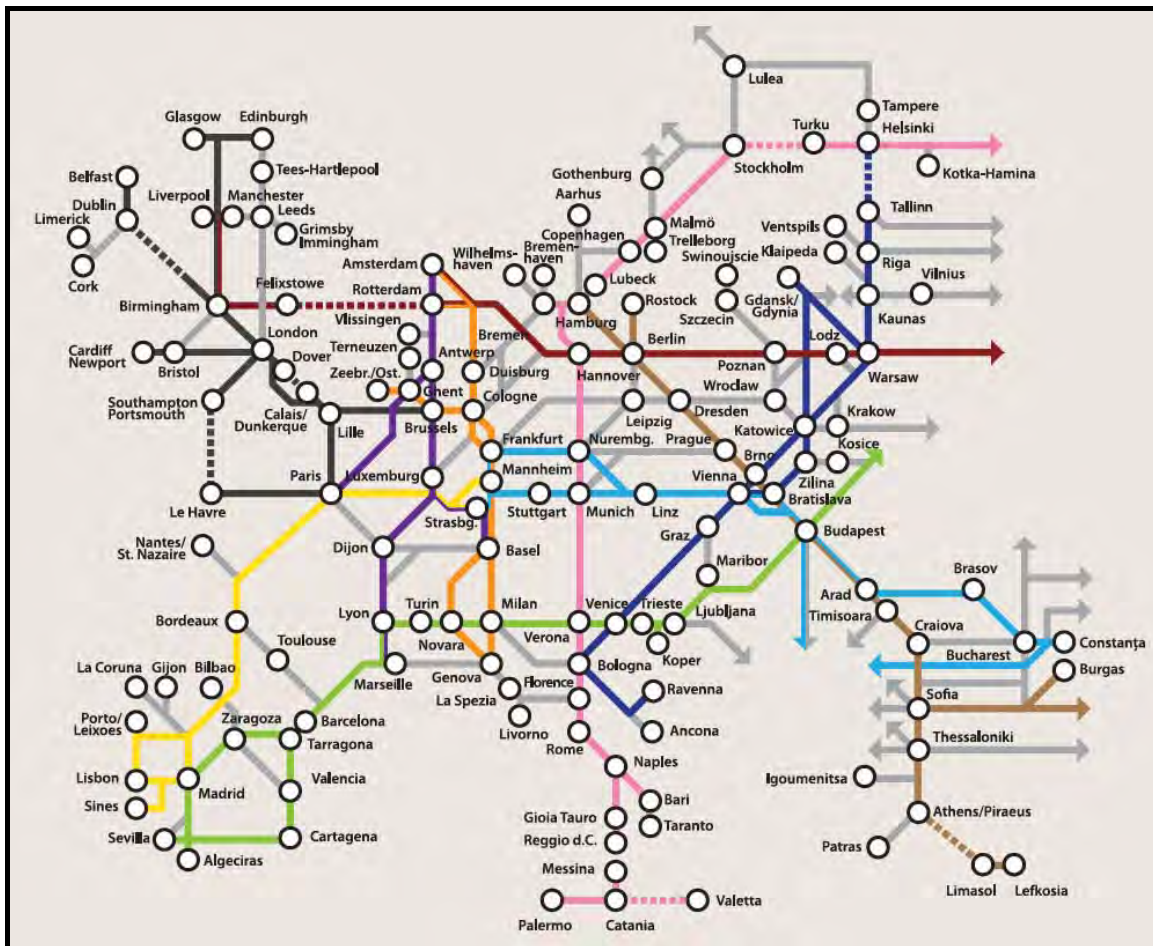 Lulea
Glasgow
Edinburgh
Tampere
Turku
Helsinki
Stockholm
Tees-Hartlepool
Kotka-Hamina
Belfast
Gothenburg
Liverpool
Manchester
Aarhus
Dublin
Leeds
Tallinn
Limerick
Grimsby
Immingham
Malmö
Ventspils
Copenhagen
Trelleborg
Wilhelms-
haven
Bremen-
haven
Swinoujscie
Klaipeda
Riga
Amsterdam
Cork
Lubeck
Vilnius
Felixstowe
Rotterdam
Rostock
Gdansk/
Gdynia
Birmingham
Hamburg
Szczecin
Kaunas
Vlissingen
London
Bremen
Berlin
Lodz
Dover
Terneuzen
Antwerp
Cardiff
Newport
Bristol
Duisburg
Hannover
Poznan
Warsaw
Zeebr./Ost.
Wroclaw
Southampton
Portsmouth
Ghent
Cologne
Calais/
Dunkerque
Lille
Brussels
Leipzig
Dresden
Katowice
Krakow
Frankfurt
Nurembg.
Prague
Kosice
Brno
Luxemburg
Mannheim
Paris
Vienna
Zilina
Le Havre
Strasbg.
Stuttgart
Munich
Linz
Bratislava
Graz
Budapest
Nantes/
St. Nazaire
Dijon
Basel
Maribor
Brasov
Arad
Timisoara
Bordeaux
Lyon
Turin
Milan
Venice
Trieste
Ljubljana
Craiova
Toulouse
Novara
Verona
Constanţa
Koper
Bucharest
La Coruna
Gijon
Bilbao
Marseille
Genova
Bologna
Burgas
La Spezia
Florence
Ravenna
Sofia
Porto/
Leixoes
Zaragoza
Barcelona
Livorno
Tarragona
Rome
Ancona
Thessaloniki
Naples
Lisbon
Madrid
Valencia
Igoumenitsa
Sines
Bari
Gioia Tauro
Taranto
Athens/Piraeus
Sevilla
Cartagena
Reggio d.C.
Algeciras
Patras
Messina
Limasol
Lefkosia
Valetta
Palermo
Catania